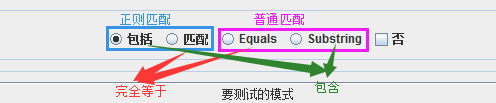 正则匹配 普通匹配
包括 匹配 Equals Substring 否
完全等于 包含
要测试的模式